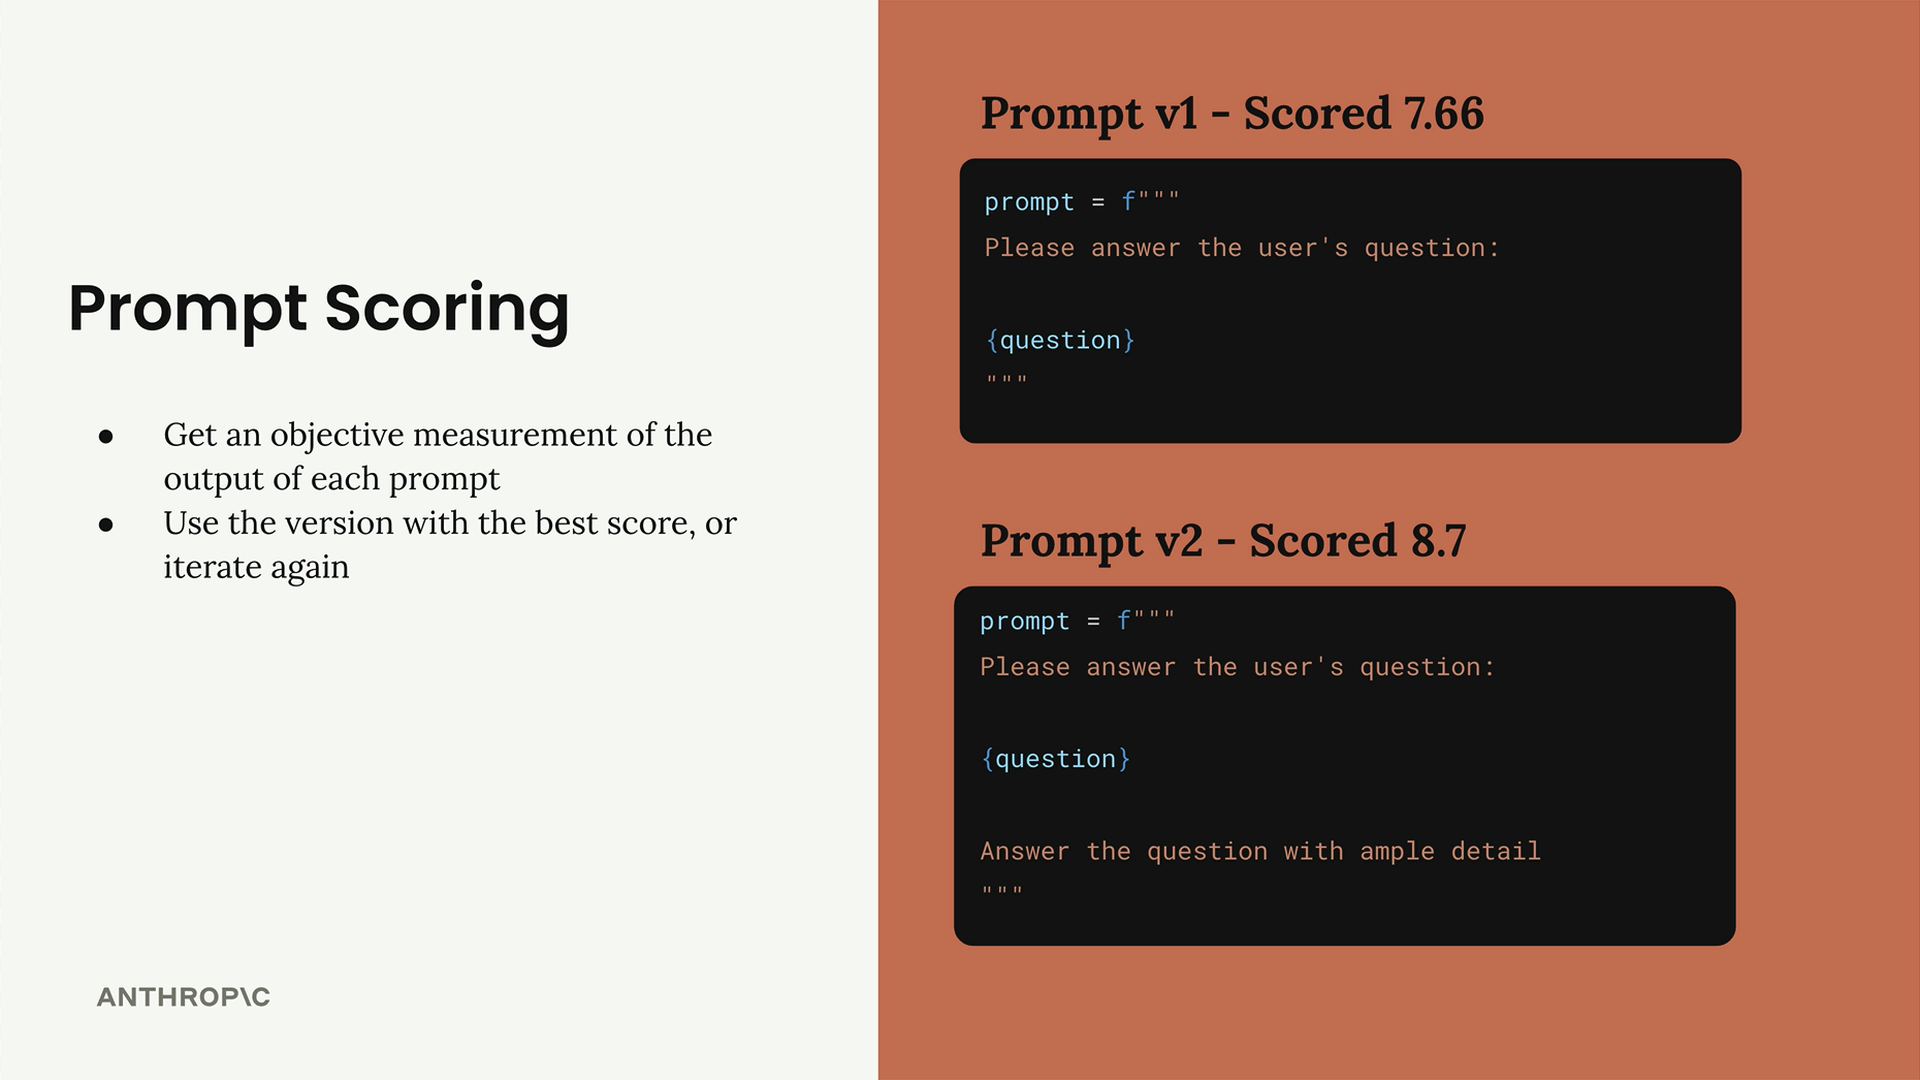 Prompt Scoring
● Get an objective measurement of the
output of each prompt
● Use the version with the best score, or
iterate again
ANTHROP\C
Prompt v1 - Scored 7.66
prompt = f"""
Please answer the user's question:
{question}
"""
Prompt v2 - Scored 8.7
prompt = f"""
Please answer the user's question:
{question}
Answer the question with ample detail
"""